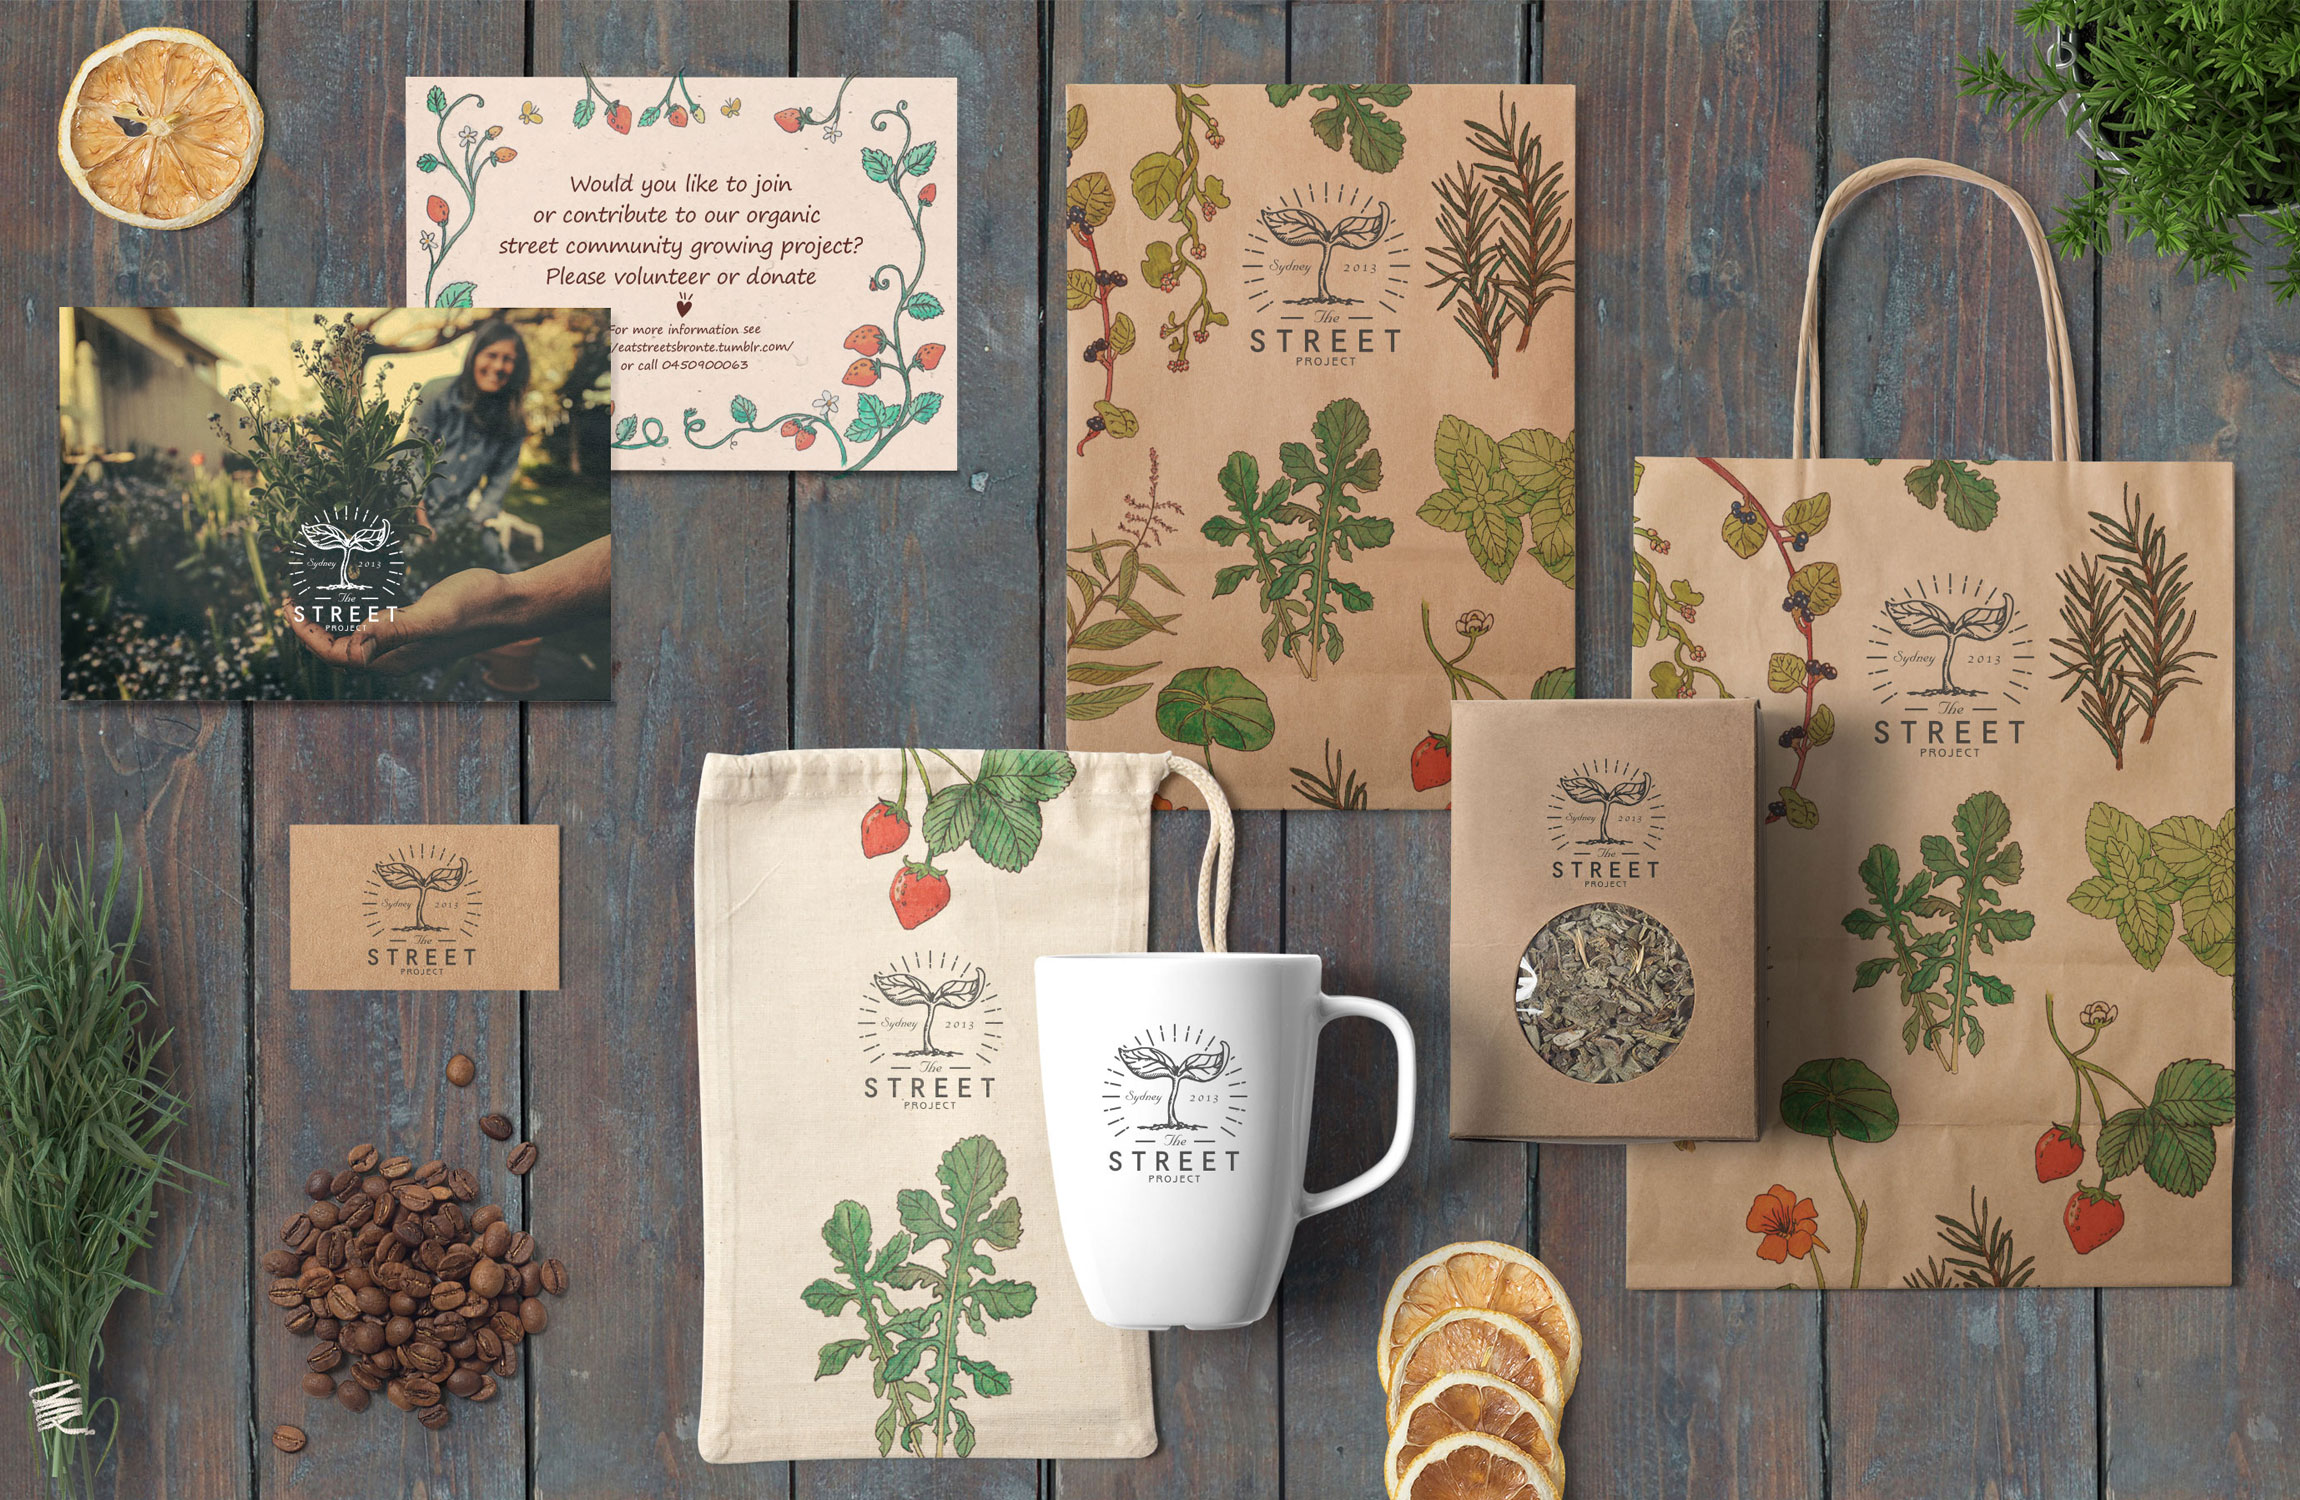 Would you like to join
or contribute to our organic
street community growing project?
Please volunteer or donate
For more information see
/eatstreetsbronte.tumblr.com/
or call 0450900063
Sydney 2013
The
STREET
PROJECT
Sydney 2013
The
STREET
PROJECT
Sydney 2013
The
STREET
PROJECT
Sydney 2013
The
STREET
PROJECT
Sydney 2013
The
STREET
PROJECT
Sydney 2013
The
STREET
PROJECT
Sydney 2013
The
STREET
PROJECT